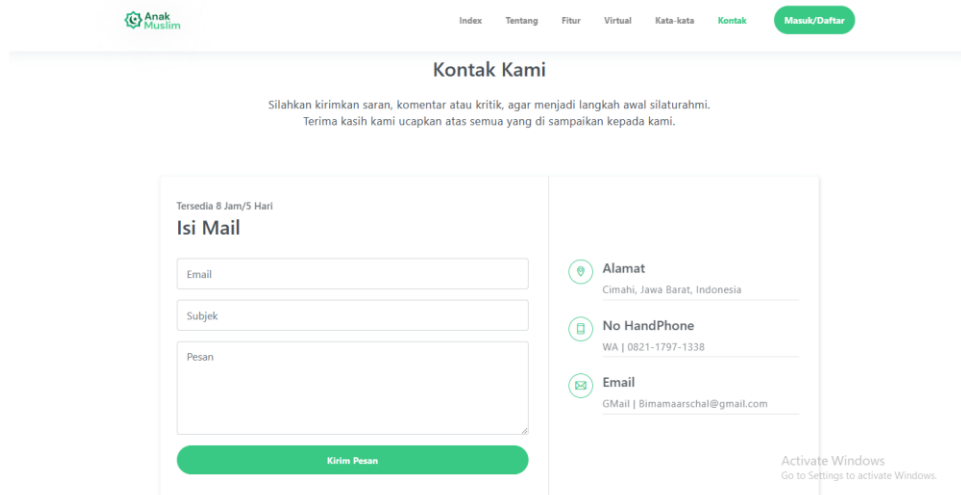 Anak
Muslim
Index Tentang Fitur Virtual Kata-kata Kontak Masuk/Daftar
Kontak Kami
Silahkan kirimkan saran, komentar atau kritik, agar menjadi langkah awal silaturahmi.
Terima kasih kami ucapkan atas semua yang di sampaikan kepada kami.
Tersedia 8 Jam/5 Hari
Isi Mail
Email
Subjek
Pesan
Kirim Pesan
Alamat
Cimahi, Jawa Barat, Indonesia
No HandPhone
WA | 0821-1797-1338
Email
GMail | Bimamaarschal@gmail.com
Activate Windows
Go to Settings to activate Windows.